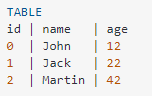 TABLE
id | name | age
0 | John | 12
1 | Jack | 22
2 | Martin | 42